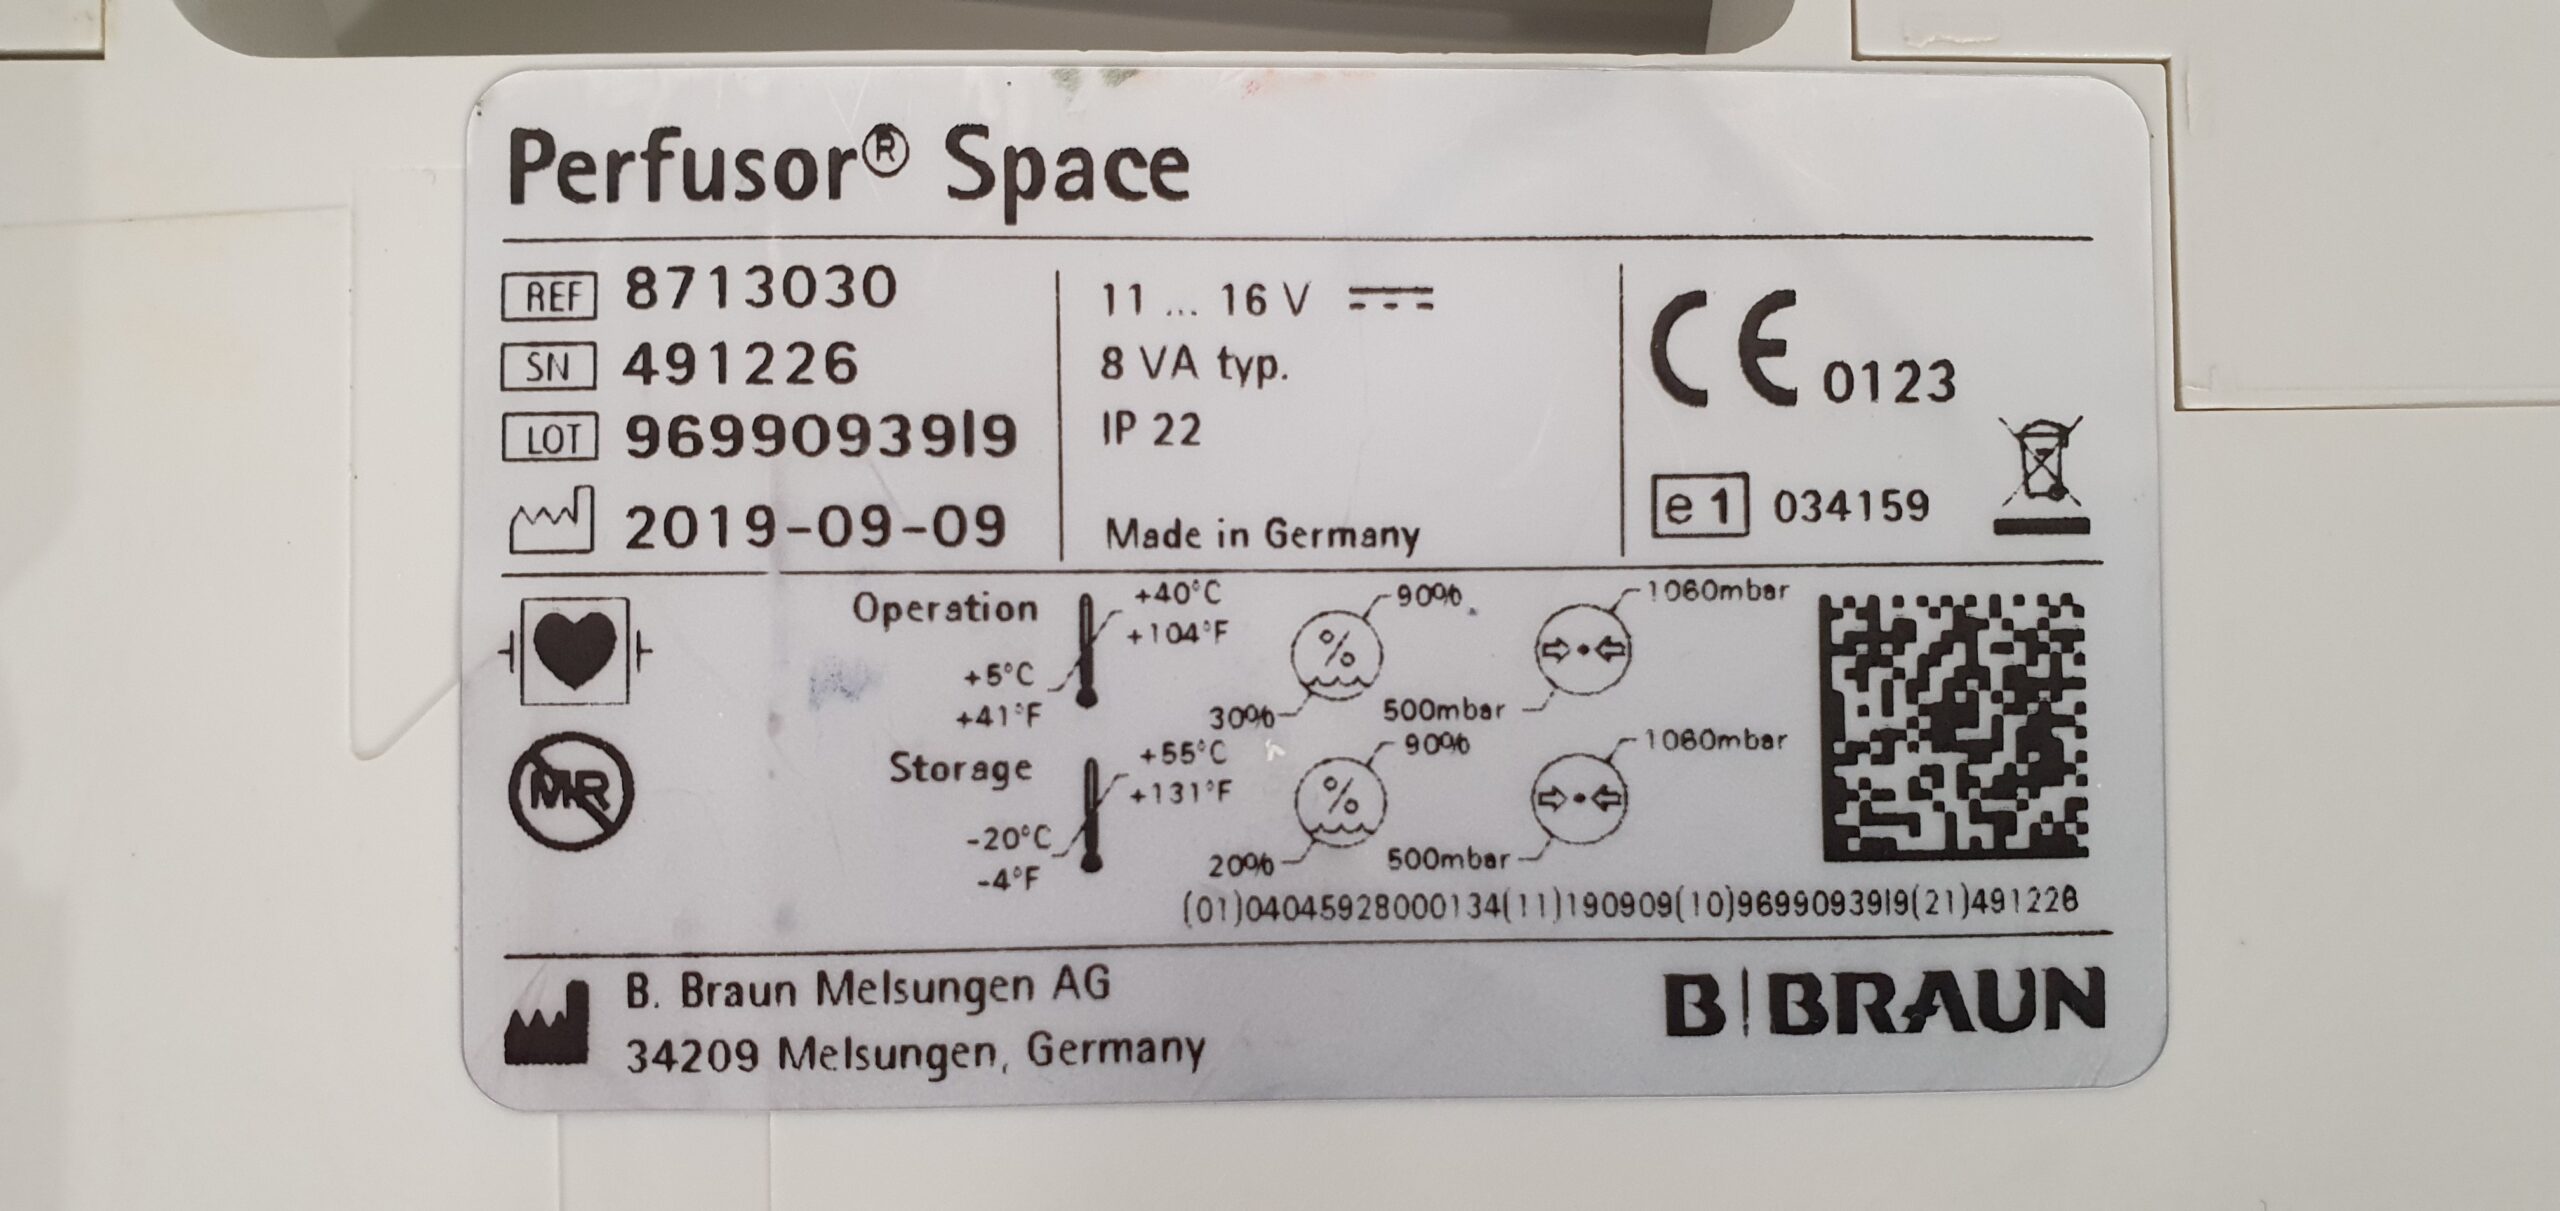 Perfusor® Space
REF 8713030
SN 491226
LOT 96990939I9
2019-09-09
11 ... 16 V
8 VA typ.
IP 22
Made in Germany
CE 0123
e1 034159
MR
Operation
+40°C
+104°F
+5°C
+41°F
90%
%
30%
1060mbar
500mbar
Storage
+55°C
+131°F
-20°C
-4°F
90%
%
20%
1060mbar
500mbar
(01)04045928000134(11)190909(10)96990939I9(21)491226
B. Braun Melsungen AG
34209 Melsungen, Germany
B|BRAUN